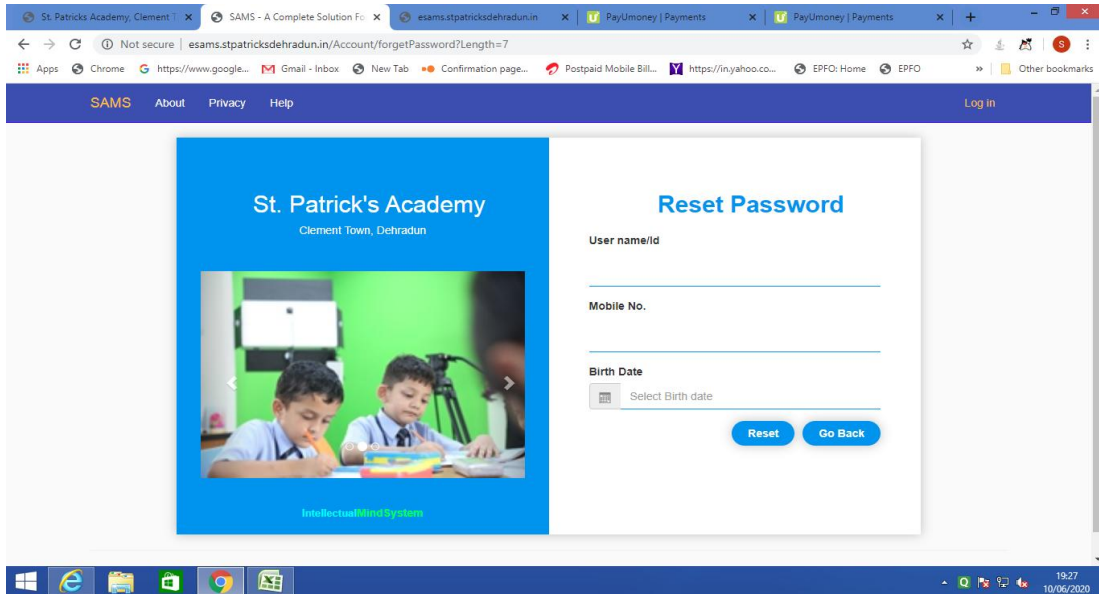 St. Patricks Academy, Clement T
SAMS - A Complete Solution Fo
esams.stpatricksdehradun.in
PayUmoney | Payments
PayUmoney | Payments
Not secure | esams.stpatricksdehradun.in/Account/forgetPassword?Length=7
S
Apps
Chrome
https://www.google...
Gmail - Inbox
New Tab
Confirmation page...
Postpaid Mobile Bill...
https://in.yahoo.co...
EPFO: Home
EPFO
»
Other bookmarks
SAMS
About
Privacy
Help
Log in
St. Patrick's Academy
Clement Town, Dehradun
IntellectualMindSystem
Reset Password
User name/Id
Mobile No.
Birth Date
Select Birth date
Reset
Go Back
19:27
10/06/2020